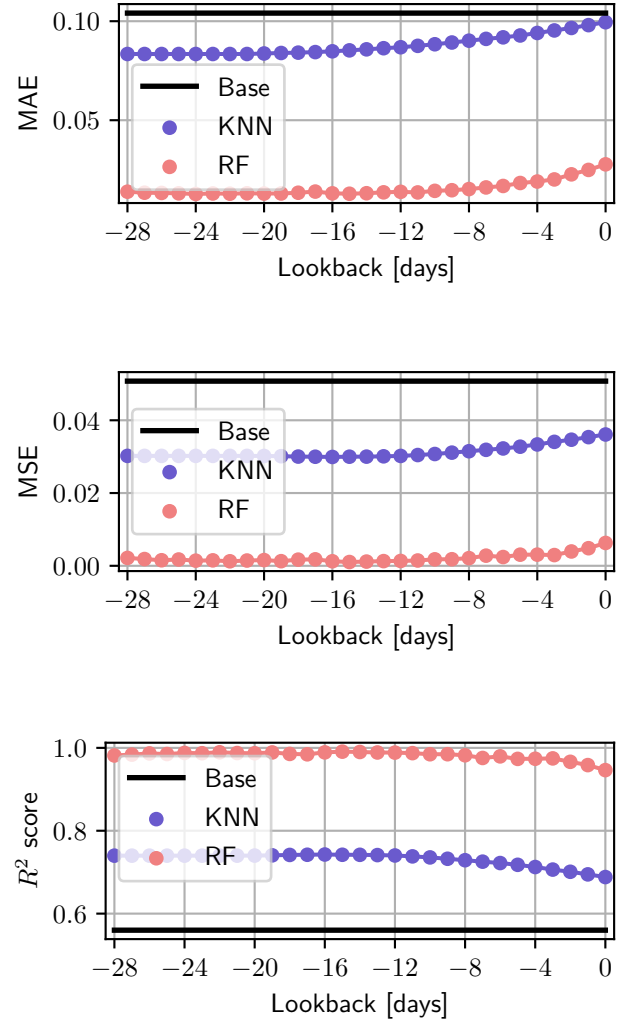 0.10
0.05
MAE
Base
KNN
RF
−28 −24 −20 −16 −12 −8 −4 0
Lookback [days]
0.04
0.02
0.00
MSE
Base
KNN
RF
−28 −24 −20 −16 −12 −8 −4 0
Lookback [days]
1.0
0.8
0.6
R² score
Base
KNN
RF
−28 −24 −20 −16 −12 −8 −4 0
Lookback [days]